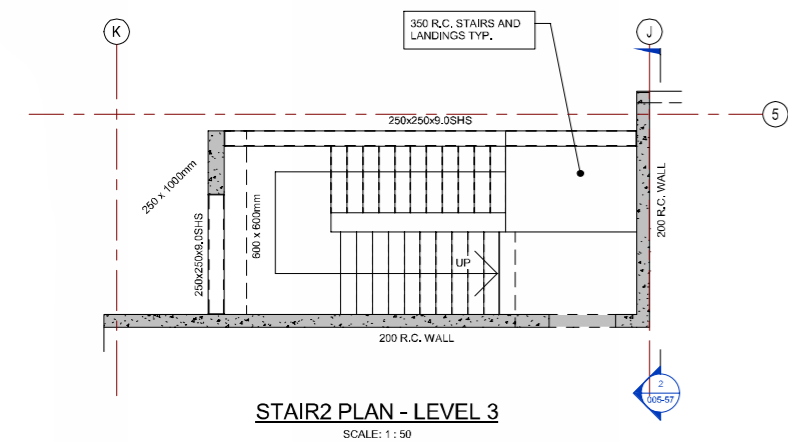 K
350 R.C. STAIRS AND
LANDINGS TYP.
J
5
250x250x9.0SHS
250 x 1000mm
250x250x9.0SHS
600 x 600mm
UP
200 R.C. WALL
200 R.C. WALL
2
005-57
STAIR2 PLAN - LEVEL 3
SCALE: 1 : 50